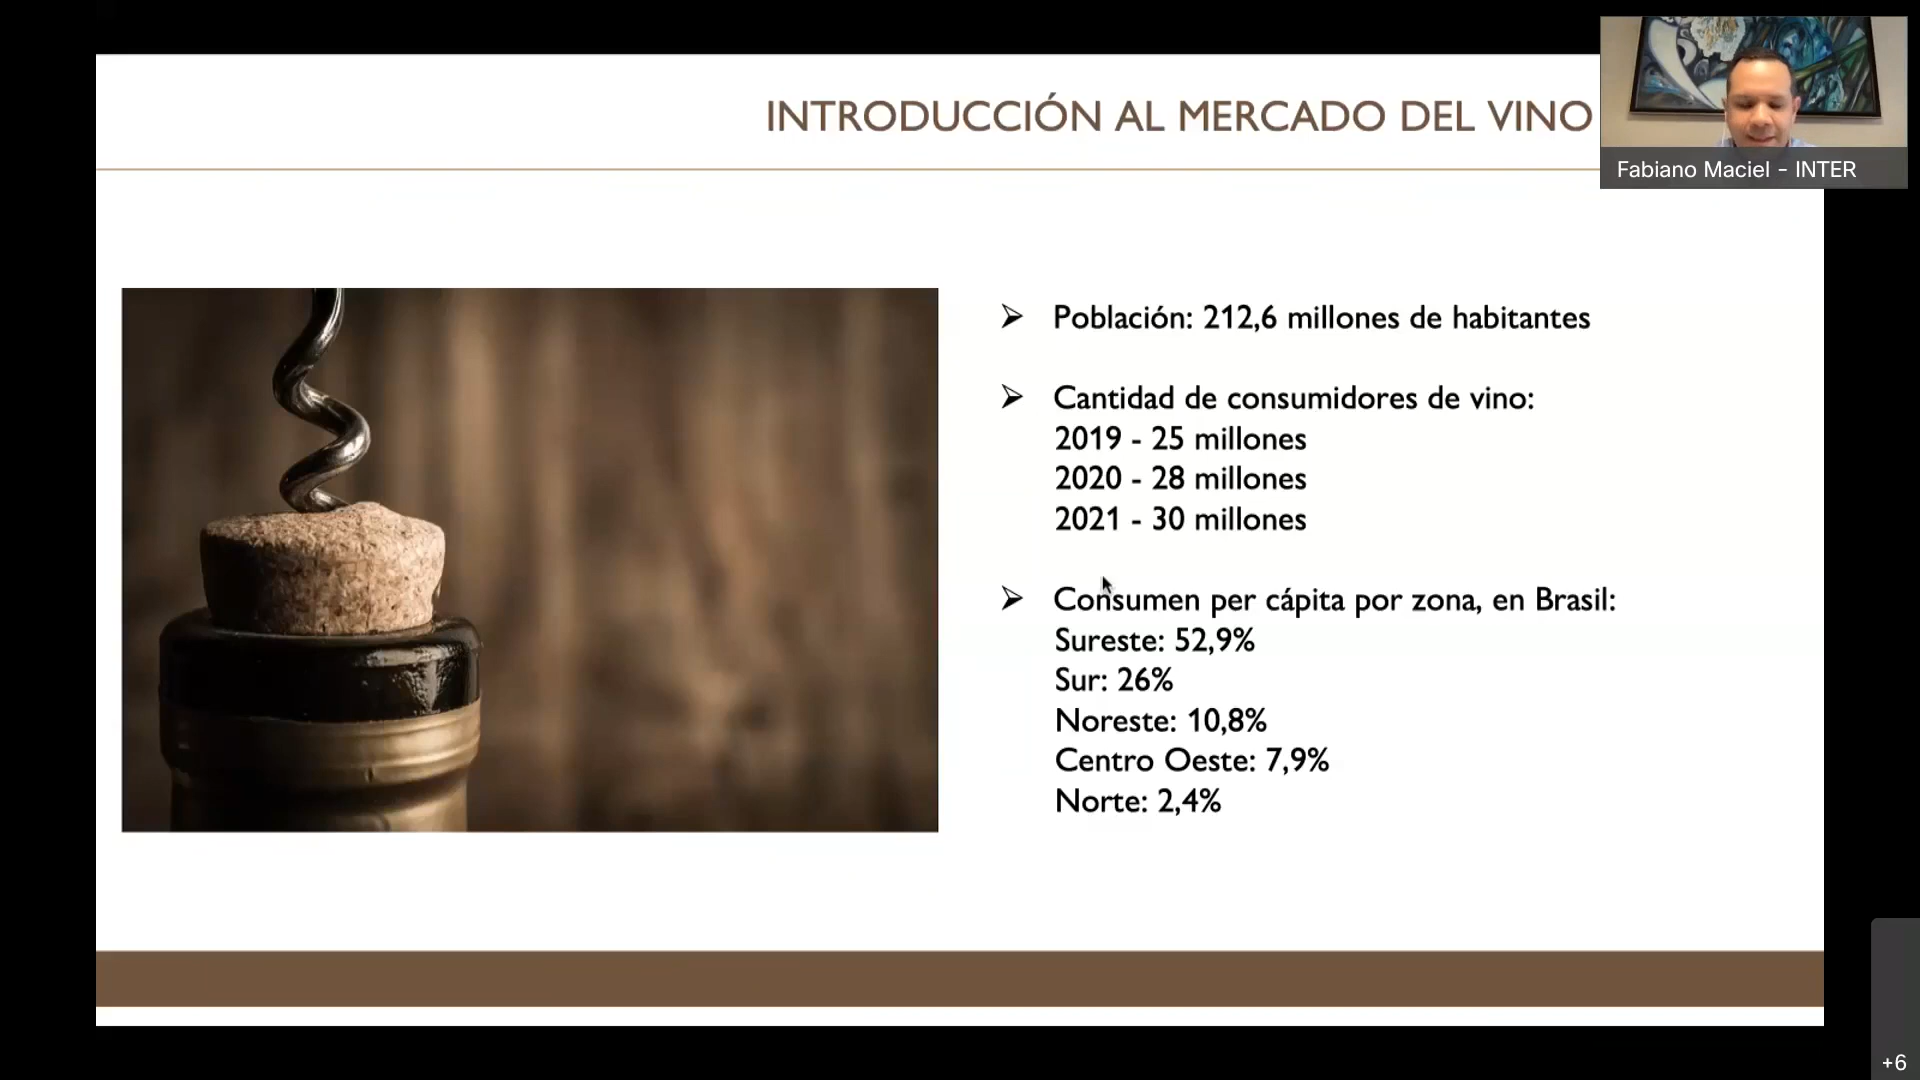 INTRODUCCIÓN AL MERCADO DEL VINO
Fabiano Maciel - INTER
Población: 212,6 millones de habitantes
Cantidad de consumidores de vino:
2019 - 25 millones
2020 - 28 millones
2021 - 30 millones
Consumen per cápita por zona, en Brasil:
Sureste: 52,9%
Sur: 26%
Noreste: 10,8%
Centro Oeste: 7,9%
Norte: 2,4%
+6